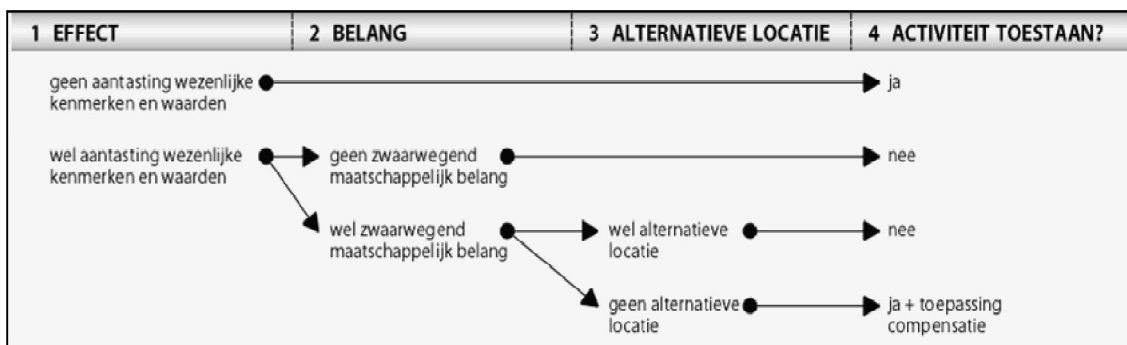 1 EFFECT
2 BELANG
3 ALTERNATIEVE LOCATIE
4 ACTIVITEIT TOESTAAN?
geen aantasting wezenlijke
kenmerken en waarden
ja
wel aantasting wezenlijke
kenmerken en waarden
geen zwaarwegend
maatschappelijk belang
nee
wel zwaarwegend
maatschappelijk belang
wel alternatieve
locatie
nee
geen alternatieve
locatie
ja + toepassing
compensatie